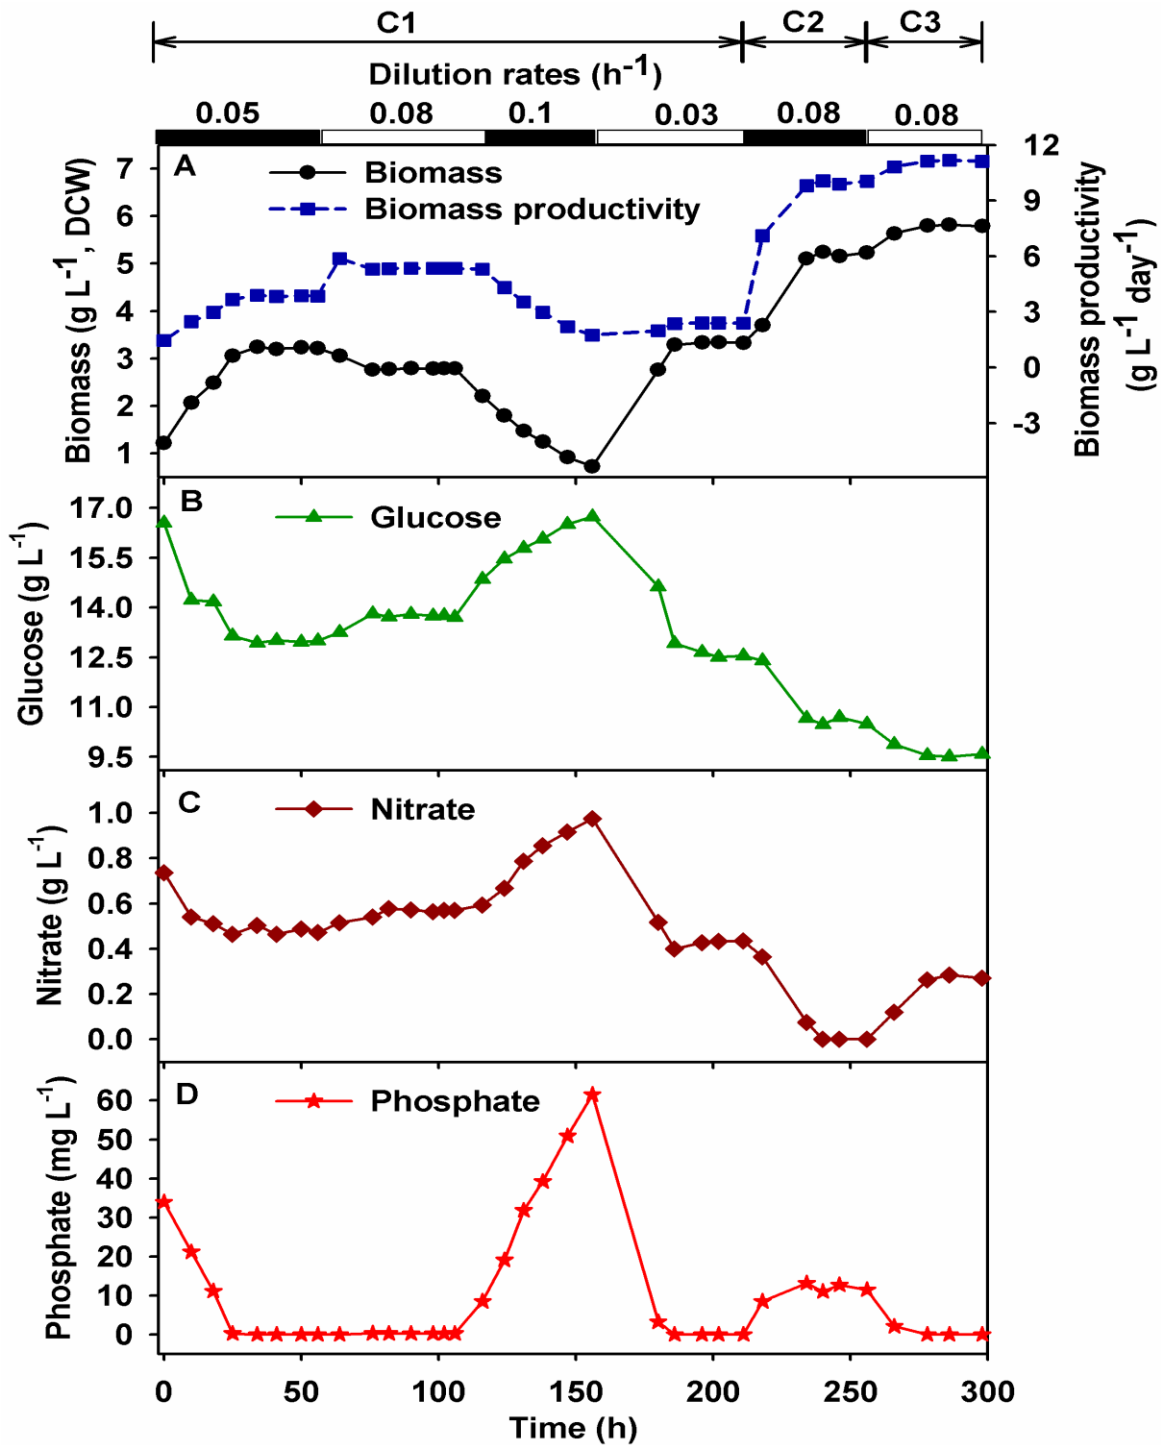 C1 C2 C3
Dilution rates (h-1)
0.05 0.08 0.1 0.03 0.08 0.08
A
Biomass
Biomass productivity
7
6
5
4
3
2
1
Biomass (g L-1, DCW)
12
9
6
3
0
-3
Biomass productivity
(g L-1 day-1)
B
Glucose
17.0
15.5
14.0
12.5
11.0
9.5
Glucose (g L-1)
C
Nitrate
1.0
0.8
0.6
0.4
0.2
0.0
Nitrate (g L-1)
D
Phosphate
60
50
40
30
20
10
0
Phosphate (mg L-1)
0 50 100 150 200 250 300
Time (h)